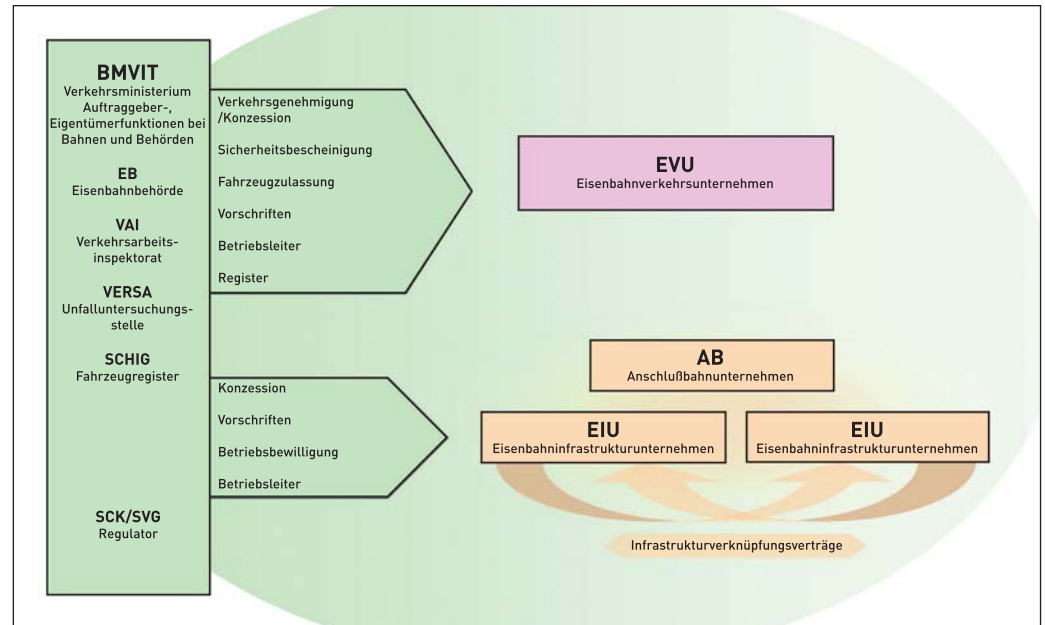 BMVIT
Verkehrsministerium
Auftraggeber-,
Eigentümerfunktionen bei
Bahnen und Behörden
EB
Eisenbahnbehörde
VAI
Verkehrsarbeits-
inspektorat
VERSA
Unfalluntersuchungs-
stelle
SCHIG
Fahrzeugregister
SCK/SVG
Regulator
Verkehrsgenehmigung
/Konzession
Sicherheitsbescheinigung
Fahrzeugzulassung
Vorschriften
Betriebsleiter
Register
Konzession
Vorschriften
Betriebsbewilligung
Betriebsleiter
EVU
Eisenbahnverkehrsunternehmen
AB
Anschlußbahnunternehmen
EIU
Eisenbahninfrastrukturunternehmen
EIU
Eisenbahninfrastrukturunternehmen
Infrastrukturverknüpfungsverträge